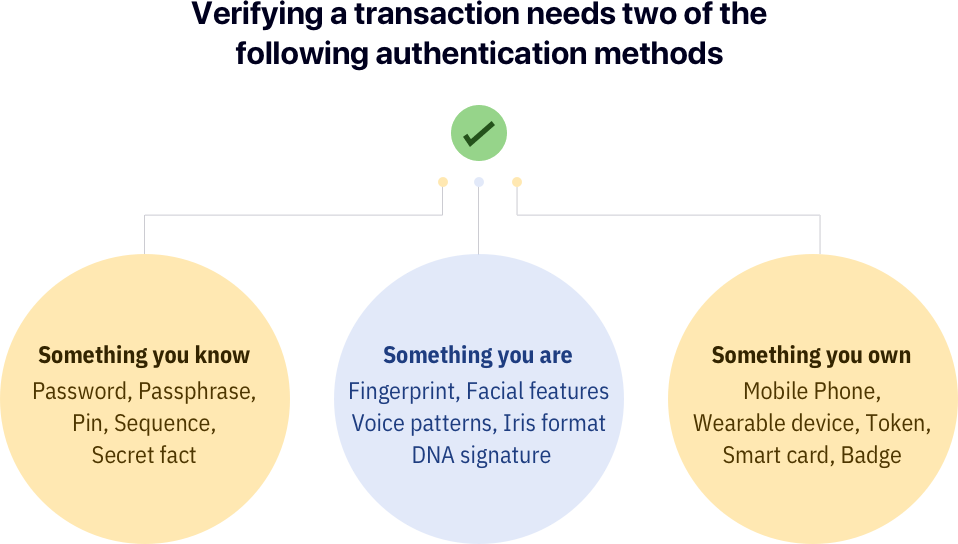 Verifying a transaction needs two of the
following authentication methods
Something you know
Password, Passphrase,
Pin, Sequence,
Secret fact
Something you are
Fingerprint, Facial features
Voice patterns, Iris format
DNA signature
Something you own
Mobile Phone,
Wearable device, Token,
Smart card, Badge